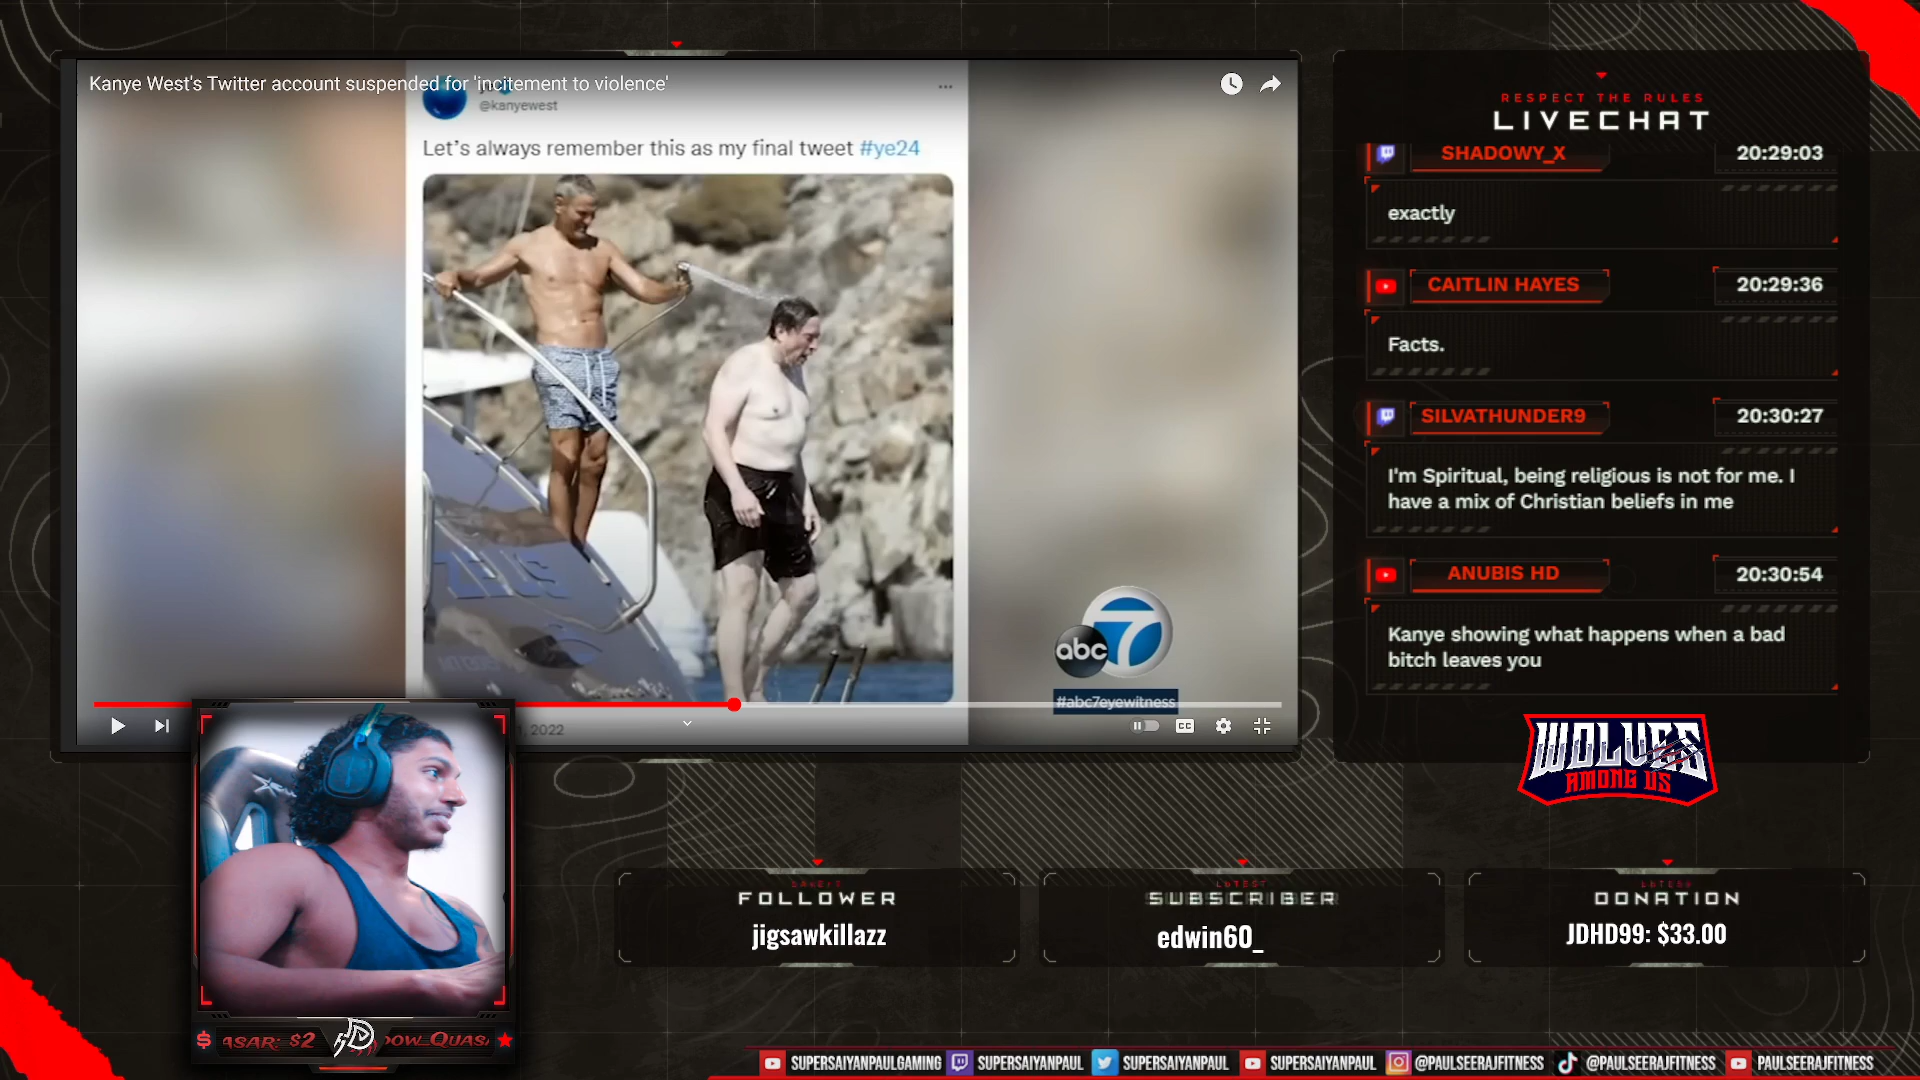 Kanye West's Twitter account suspended for 'incitement to violence'
@kanyewest
Let's always remember this as my final tweet #ye24
abc 7
#abc7eyewitness
2022
CC
RESPECT THE RULES
LIVECHAT
SHADOWY_X 20:29:03
exactly
CAITLIN HAYES 20:29:36
Facts.
SILVATHUNDER9 20:30:27
I'm Spiritual, being religious is not for me. I
have a mix of Christian beliefs in me
ANUBIS HD 20:30:54
Kanye showing what happens when a bad
bitch leaves you
WOLVES
AMONG US
FOLLOWER
jigsawkillazz
LATEST
SUBSCRIBER
edwin60_
LATEST
DONATION
JDHD99: $33.00
$2
SUPERSAIYANPAULGAMING SUPERSAIYANPAUL SUPERSAIYANPAUL SUPERSAIYANPAUL @PAULSEERAJFITNESS @PAULSEERAJFITNESS PAULSEERAJFITNESS